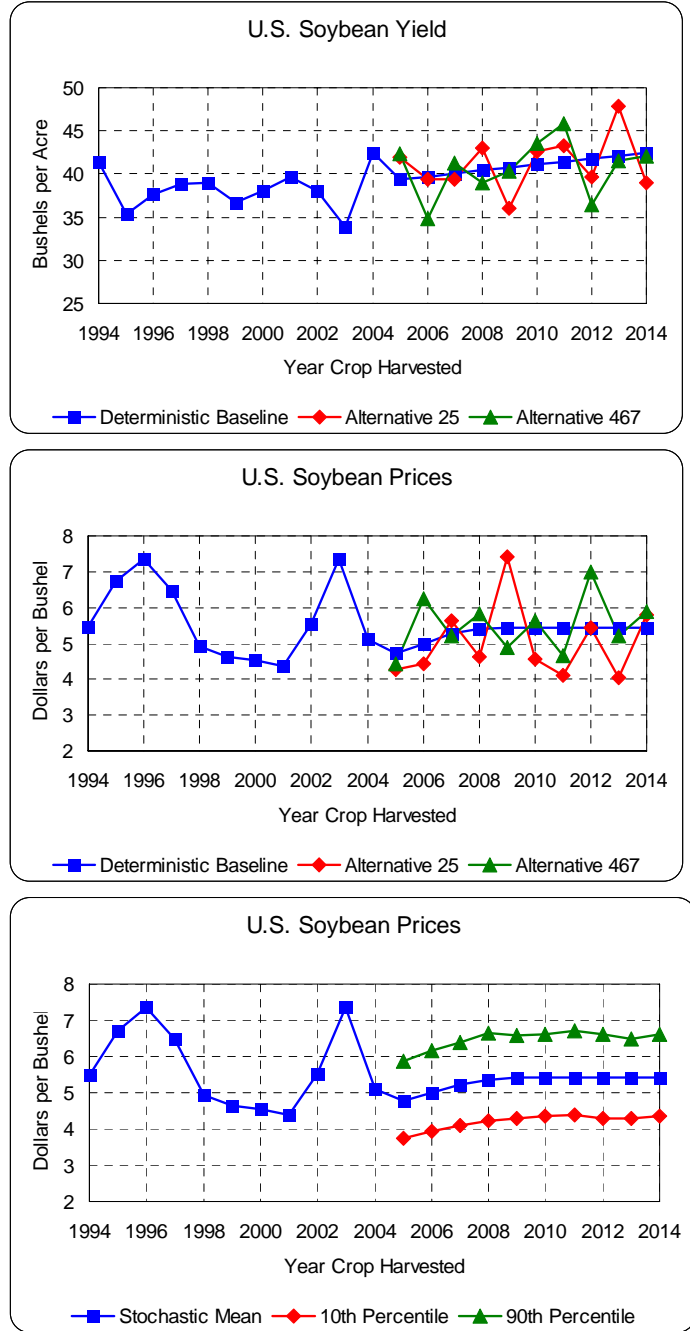 U.S. Soybean Yield
50
45
40
35
30
25
Bushels per Acre
1994 1996 1998 2000 2002 2004 2006 2008 2010 2012 2014
Year Crop Harvested
Deterministic Baseline Alternative 25 Alternative 467
U.S. Soybean Prices
8
7
6
5
4
3
2
Dollars per Bushel
1994 1996 1998 2000 2002 2004 2006 2008 2010 2012 2014
Year Crop Harvested
Deterministic Baseline Alternative 25 Alternative 467
U.S. Soybean Prices
8
7
6
5
4
3
2
Dollars per Bushel
1994 1996 1998 2000 2002 2004 2006 2008 2010 2012 2014
Year Crop Harvested
Stochastic Mean 10th Percentile 90th Percentile